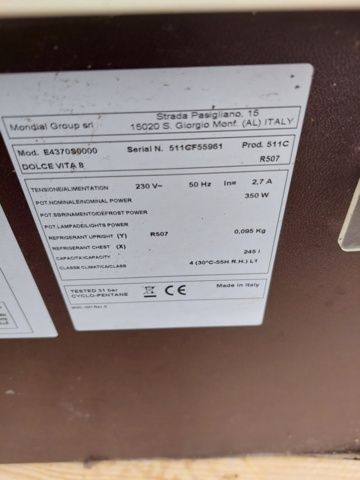 Mondial Group srl
Strada Pasigliano, 15
15020 S. Giorgio Monf. (AL) ITALY
Mod. E4370S0000 Serial N. 511CF55961 Prod. 511C
DOLCE VITA 8 R507
TENSIONE/ALIMENTATION 230 V~ 50 Hz In= 2,7 A
POT.NOMINALE/NOMINAL POWER 350 W
POT.SBRINAMENTO/DEFROST POWER
POT.LAMPADE/LIGHTS POWER
REFRIGERANT UPRIGHT (Y) R507 0,095 Kg
REFRIGERANT CHEST (X)
CAPACITA'/CAPACITY 245 l
CLASSE CLIMATICA/CLASS 4 (30°C-55H R.H.) L1
TESTED 31 bar
CYCLO-PENTANE
CE
Made in Italy